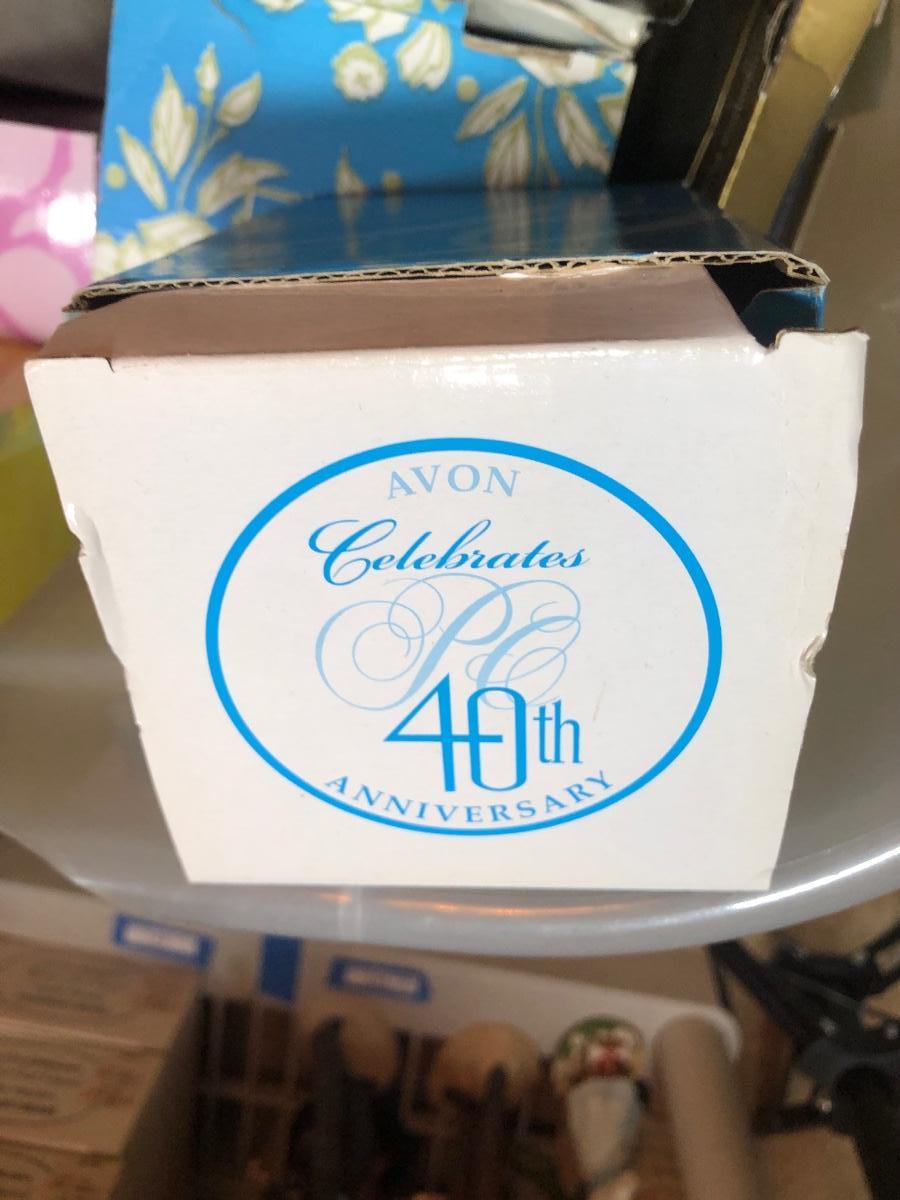 AVON
Celebrates
PC
40th
ANNIVERSARY